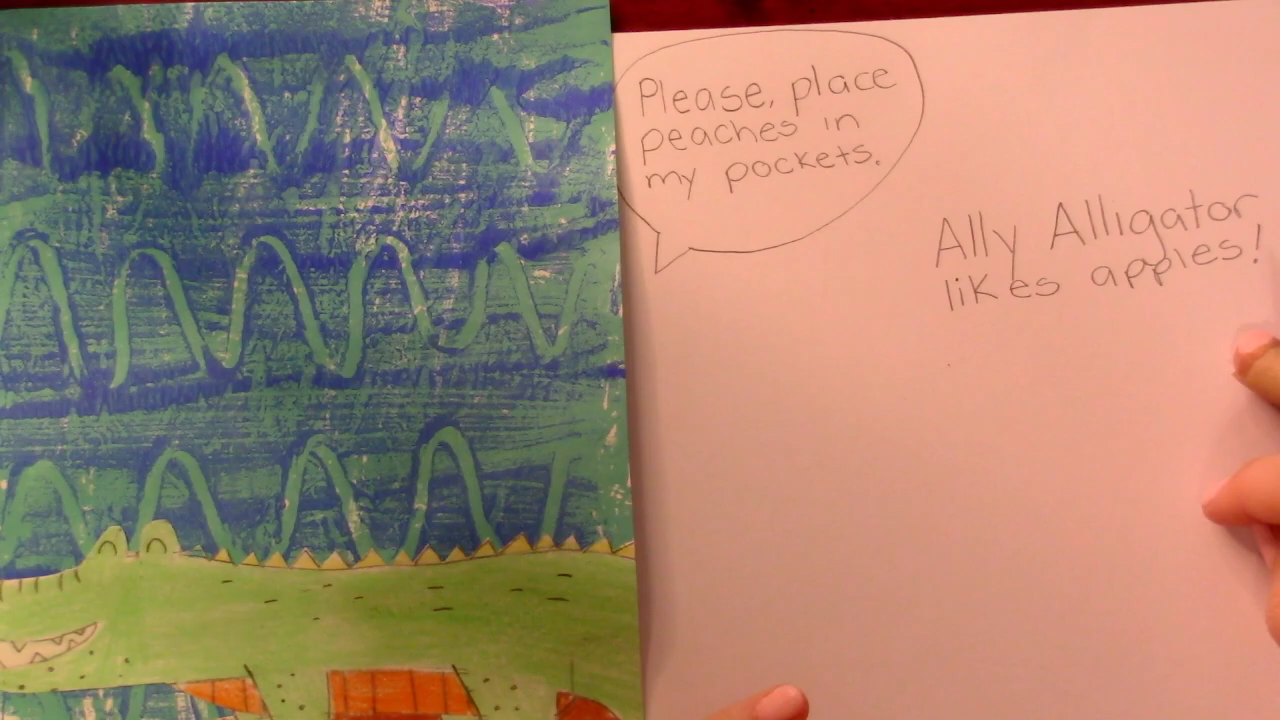 Please, place
peaches in
my pockets.
Ally Alligator
likes apples!